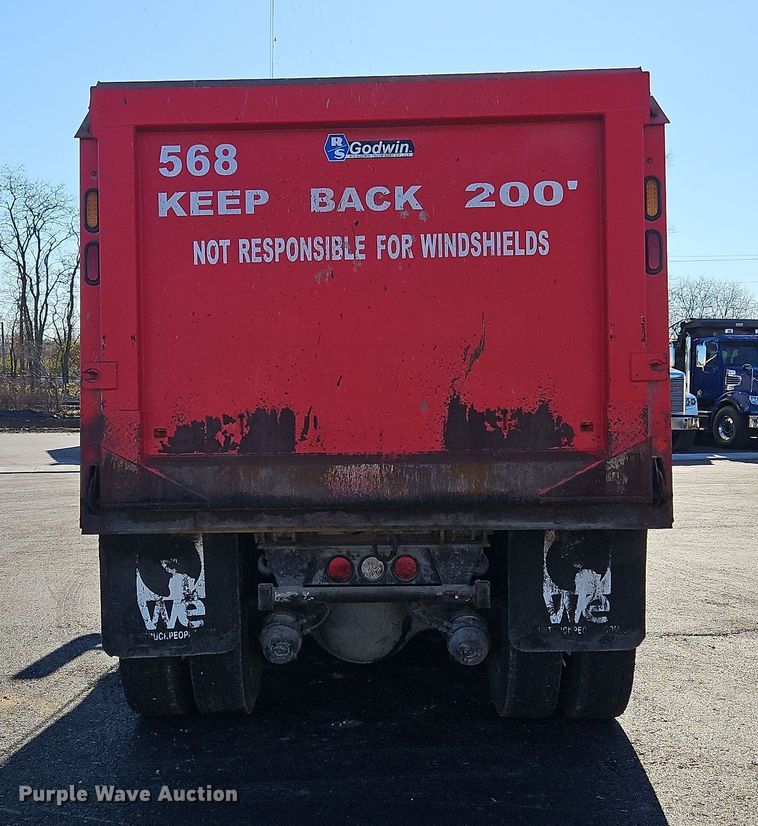 568
R/S Godwin
KEEP BACK 200'
NOT RESPONSIBLE FOR WINDSHIELDS
We
We
Purple Wave Auction